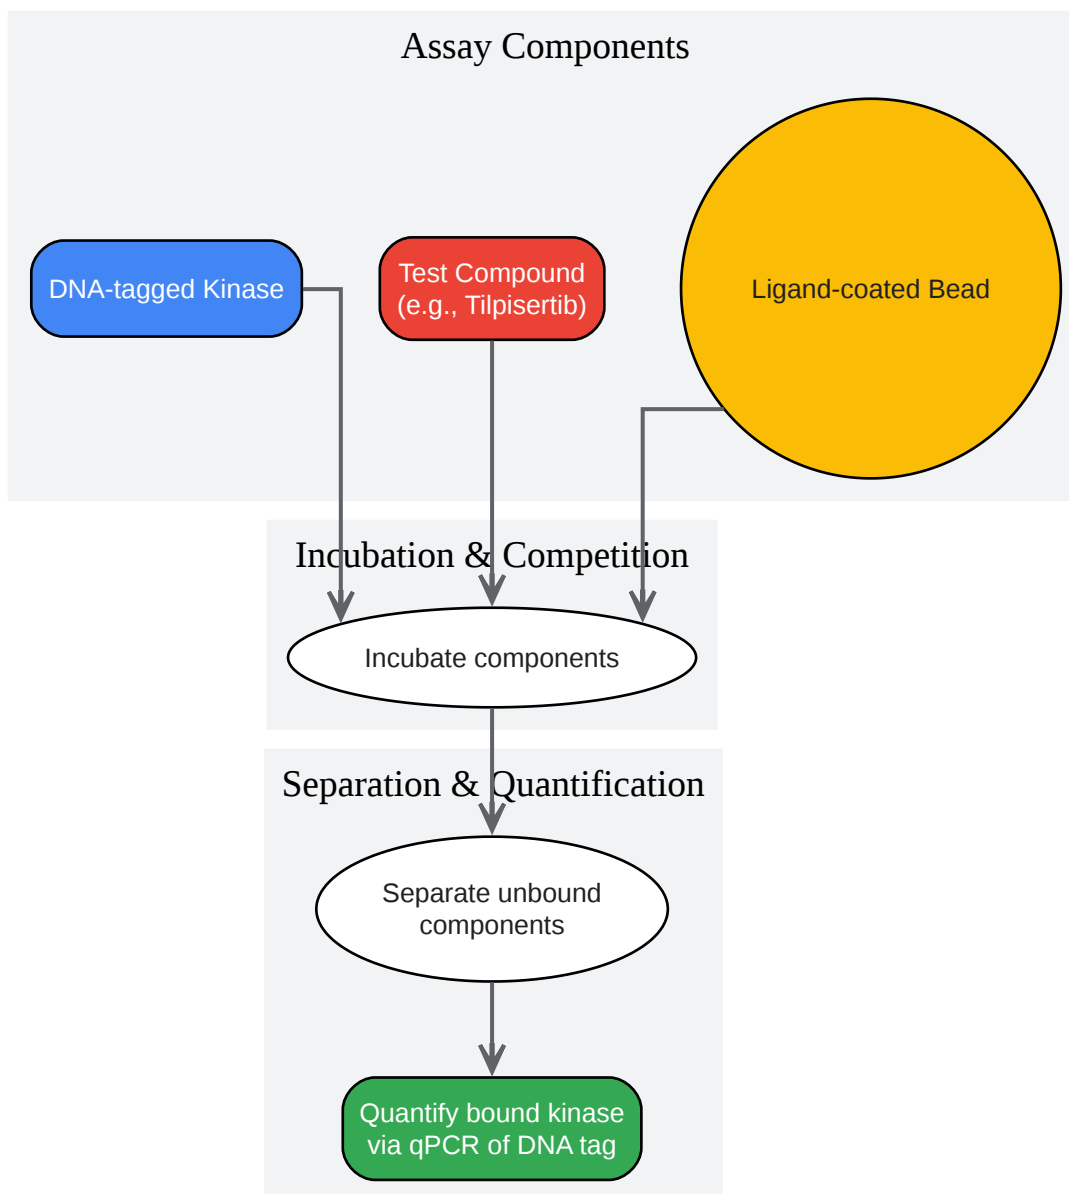 Assay Components
DNA-tagged Kinase
Test Compound
(e.g., Tilpisertib)
Ligand-coated Bead
Incubation & Competition
Incubate components
Separation & Quantification
Separate unbound
components
Quantify bound kinase
via qPCR of DNA tag